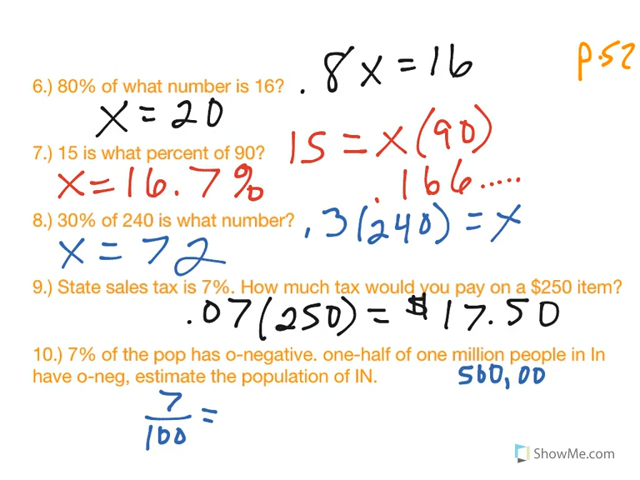 p.52
6.) 80% of what number is 16? .8x = 16
x = 20
7.) 15 is what percent of 90? 15 = x(90)
x = 16.7% .166.....
8.) 30% of 240 is what number? .3(240) = x
x = 72
9.) State sales tax is 7%. How much tax would you pay on a $250 item?
.07(250) = $17.50
10.) 7% of the pop has o-negative. one-half of one million people in In
have o-neg, estimate the population of IN. 500,00
7/100 =
ShowMe.com